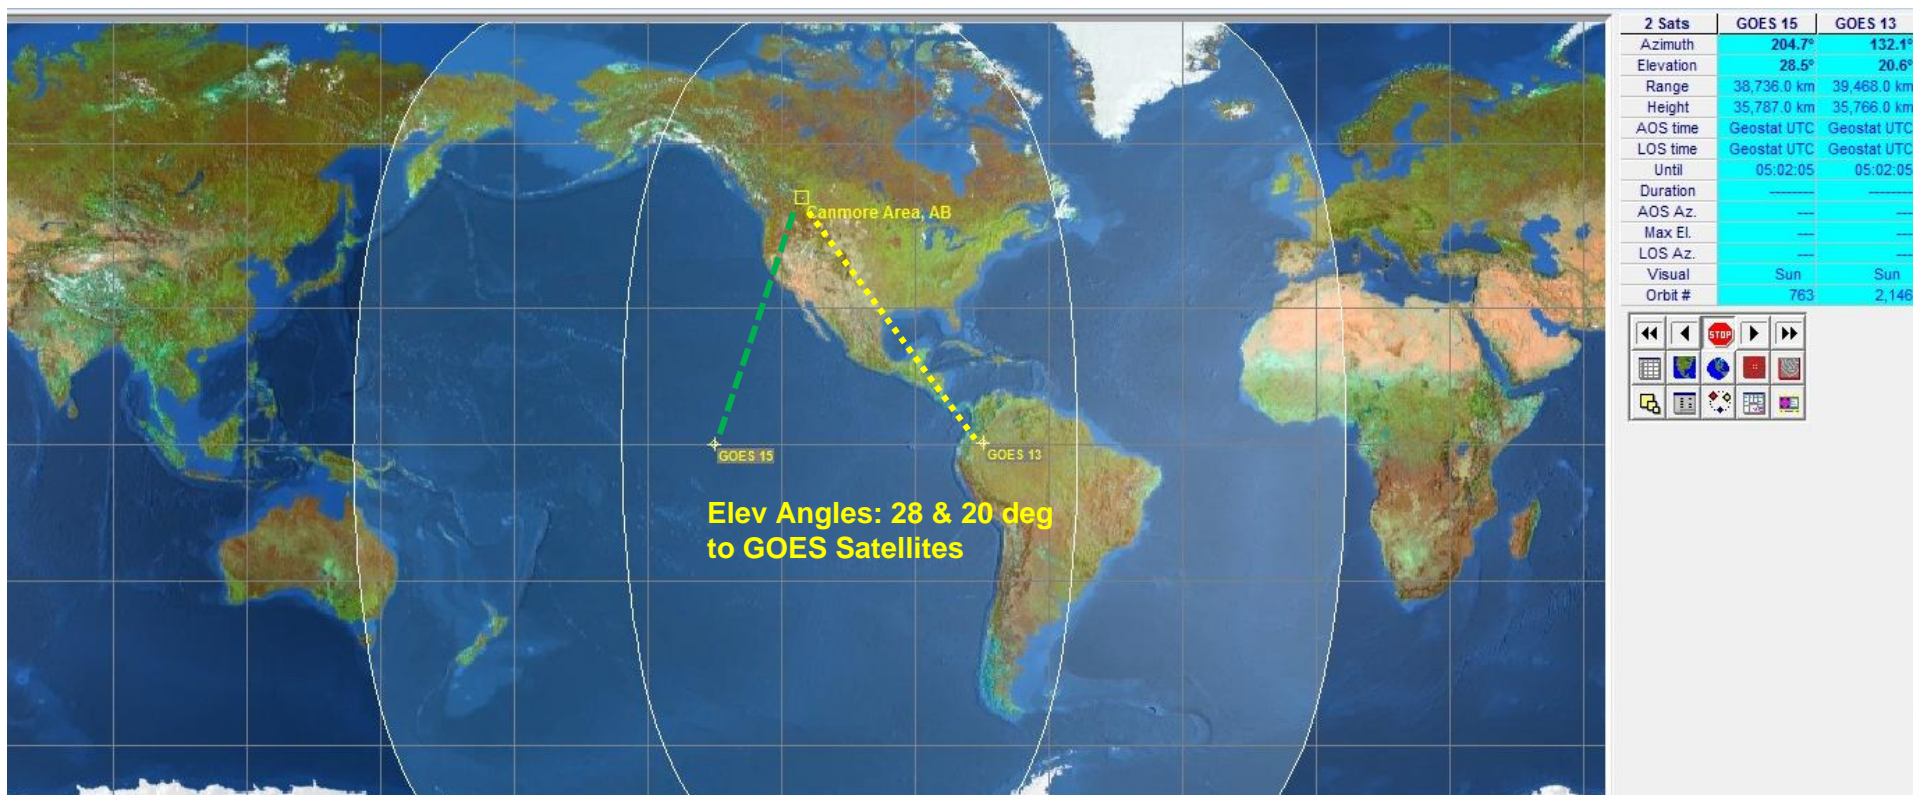 2 Sats GOES 15 GOES 13
Azimuth 204.7° 132.1°
Elevation 28.5° 20.6°
Range 38,736.0 km 39,468.0 km
Height 35,787.0 km 35,766.0 km
AOS time Geostat UTC Geostat UTC
LOS time Geostat UTC Geostat UTC
Until 05:02:05 05:02:05
Duration -------- --------
AOS Az. --- ---
Max El. --- ---
LOS Az. --- ---
Visual Sun Sun
Orbit # 763 2,146
STOP
Canmore Area, AB
GOES 15
GOES 13
Elev Angles: 28 & 20 deg
to GOES Satellites